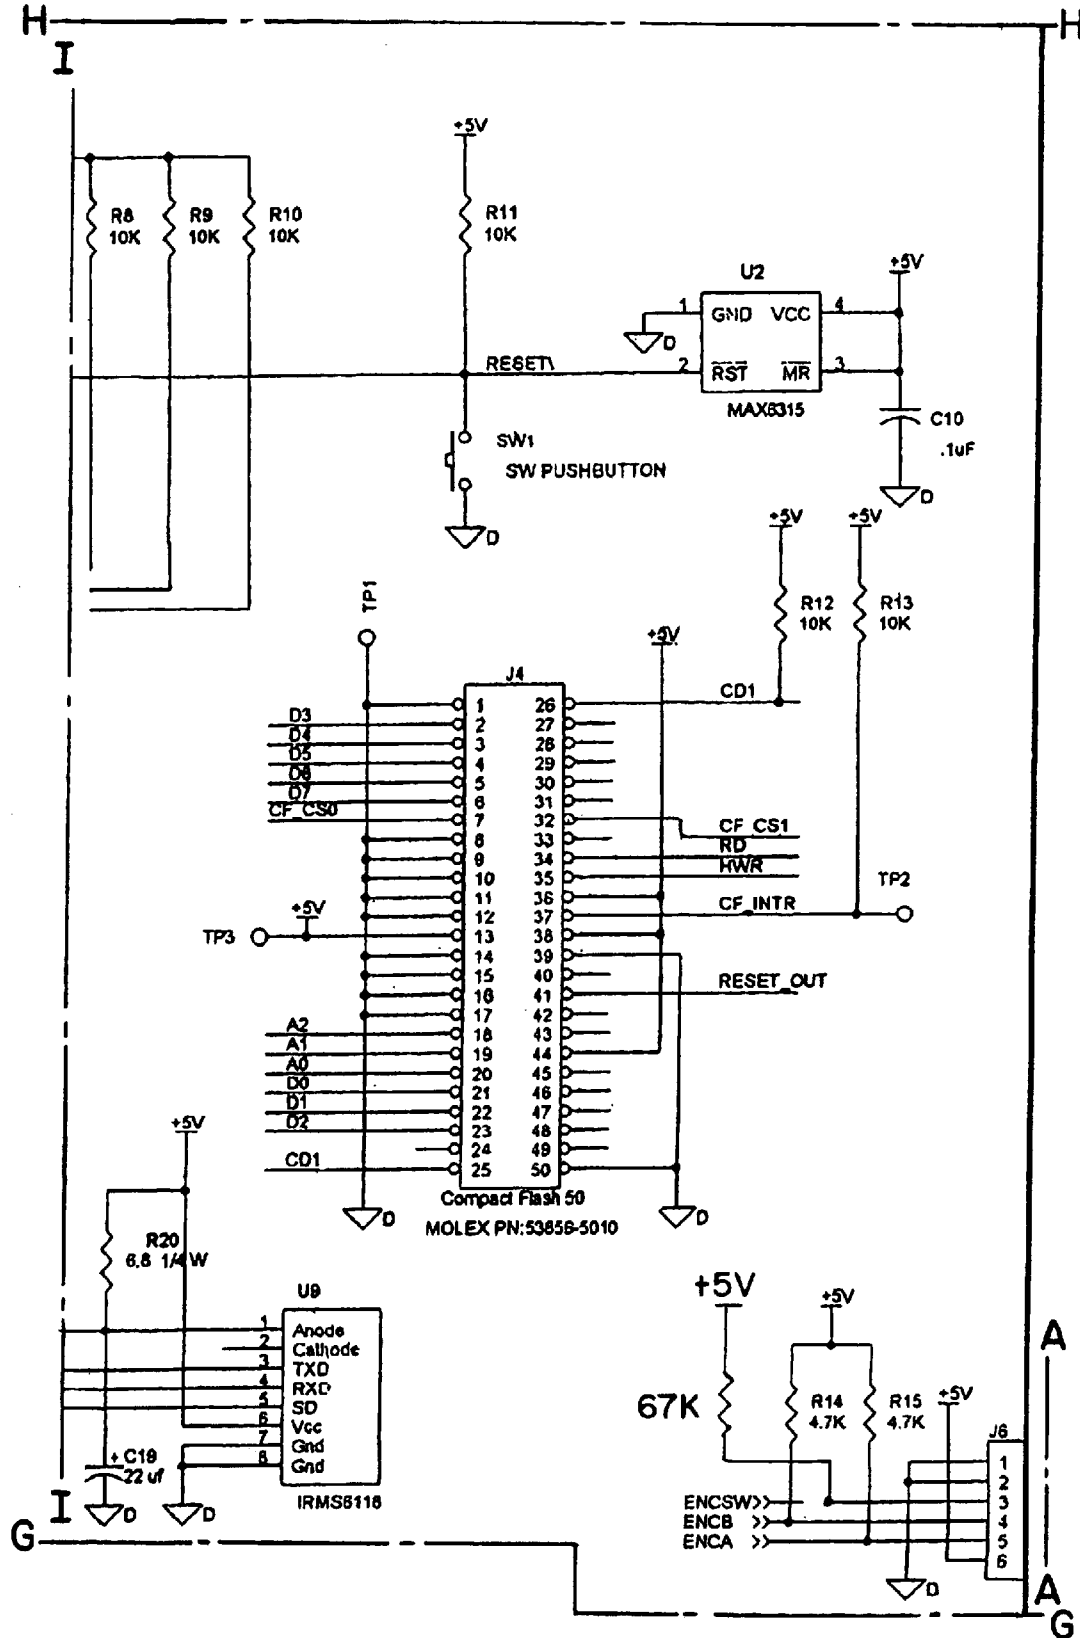 H H
I
+5V
R8 R9 R10 R11
10K 10K 10K 10K
U2 +5V
1 GND VCC 4
D
RESET\ 2 RST MR 3
MAX6315
C10
.1uF
SW1
SW PUSHBUTTON
D
D
+5V +5V
TP1
R12 R13
10K 10K
+5V
J4
1 26 CD1
D3 2 27
D4 3 28
D5 4 29
D6 5 30
D7 6 31
CF_CS0 7 32
8 33 CF_CS1
9 34 RD
10 35 HWR
11 36 TP2
+5V 12 37 CF_INTR
TP3 13 38
14 39
15 40
16 41 RESET_OUT
17 42
A2 18 43
A1 19 44
A0 20 45
D0 21 46
D1 22 47
D2 23 48
24 49
CD1 25 50
+5V
Compact Flash 50
D D
MOLEX PN:53856-5010
R20
6.8 1/4 W
U9
+5V +5V
1 Anode
2 Cathode
3 TXD
4 RXD
5 SD
6 Vcc
7 Gnd
8 Gnd
IRMS6118
+ C19
22 uf
D D
A
67K R14 R15 +5V
4.7K 4.7K
J6
1
2
ENCSW>> 3
ENCB >> 4
ENCA >> 5
6
D
I
G
A
G